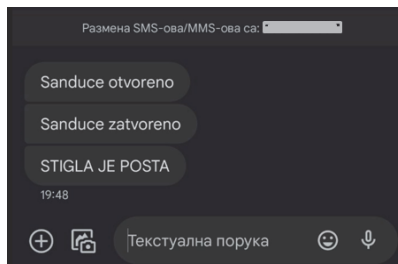 Размена SMS-ова/MMS-ова са:
Sanduce otvoreno
Sanduce zatvoreno
STIGLA JE POSTA
19:48
Текстуална порука